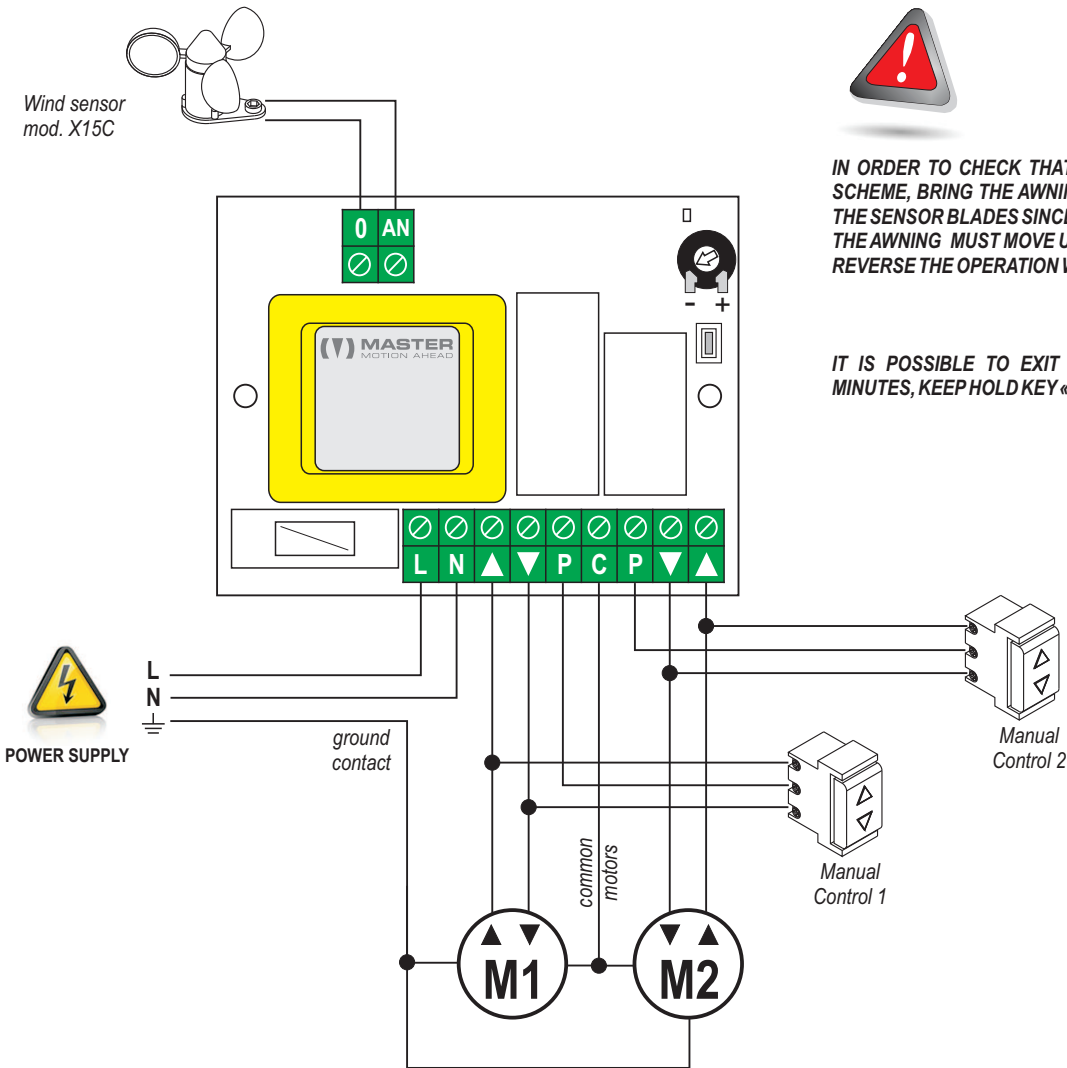 Wind sensor
mod. X15C
IN ORDER TO CHECK THAT
SCHEME, BRING THE
THE SENSOR BLADES
THE AWNING MUST MOVE
REVERSE THE OPERATION
IT IS POSSIBLE TO EXIT
MINUTES, KEEP HOLD KEY «
0 AN
- +
MASTER
MOTION AHEAD
L N ▲ ▼ P C P ▼ ▲
L
N
POWER SUPPLY
ground
contact
common
motors
Manual
Control 2
Manual
Control 1
▲ ▼
M1
▼ ▲
M2